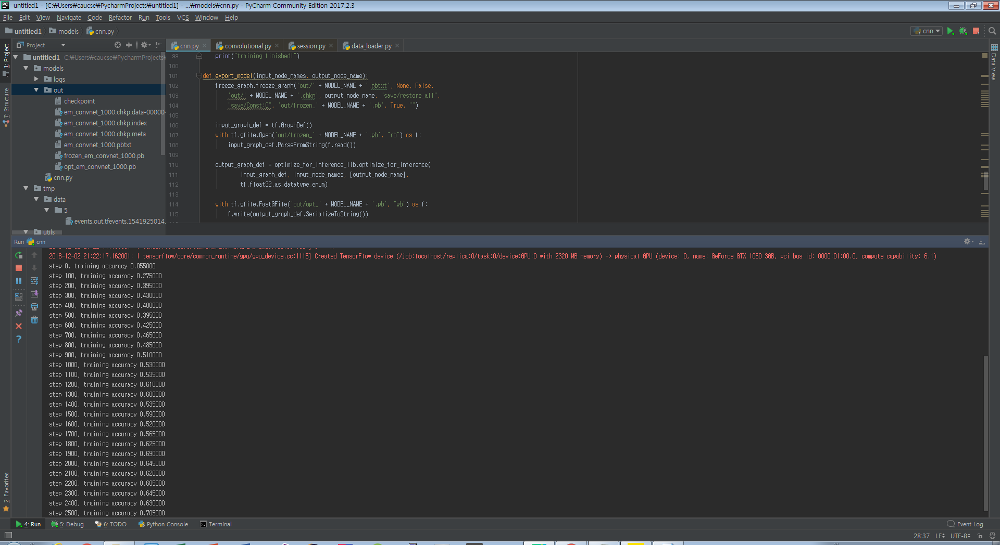 untitled1 - [C:\Users\caucse\PycharmProjects\untitled1] - ...\models\cnn.py - PyCharm Community Edition 2017.2.3
File Edit View Navigate Code Refactor Run Tools VCS Window Help
untitled1 models cnn.py
cnn
Project
cnn.py convolutional.py session.py data_loader.py
1: Project
7: Structure
2: Favorites
Data View
untitled1 C:\Users\caucse\PycharmProjects\
models
logs
out
checkpoint
em_convnet_1000.chkp.data-00000-
em_convnet_1000.chkp.index
em_convnet_1000.chkp.meta
em_convnet_1000.pbtxt
frozen_em_convnet_1000.pb
opt_em_convnet_1000.pb
cnn.py
tmp
data
5
events.out.tfevents.1541925014.
utils
99 print("training finished!")
100
101 def export_model(input_node_names, output_node_name):
102 freeze_graph.freeze_graph('out/' + MODEL_NAME + '.pbtxt', None, False,
103 'out/' + MODEL_NAME + '.chkp', output_node_name, "save/restore_all",
104 "save/Const:0", 'out/frozen_' + MODEL_NAME + '.pb', True, "")
105
106 input_graph_def = tf.GraphDef()
107 with tf.gfile.Open('out/frozen_' + MODEL_NAME + '.pb', "rb") as f:
108 input_graph_def.ParseFromString(f.read())
109
110 output_graph_def = optimize_for_inference_lib.optimize_for_inference(
111 input_graph_def, input_node_names, [output_node_name],
112 tf.float32.as_datatype_enum)
113
114 with tf.gfile.FastGFile('out/opt_' + MODEL_NAME + '.pb', "wb") as f:
115 f.write(output_graph_def.SerializeToString())
Run cnn
2018-12-02 21:22:17.162001: I tensorflow/core/common_runtime/gpu/gpu_device.cc:1115] Created TensorFlow device (/job:localhost/replica:0/task:0/device:GPU:0 with 2320 MB memory) -> physical GPU (device: 0, name: GeForce GTX 1060 3GB, pci bus id: 0000:01:00.0, compute capability: 6.1)
step 0, training accuracy 0.055000
step 100, training accuracy 0.275000
step 200, training accuracy 0.395000
step 300, training accuracy 0.430000
step 400, training accuracy 0.400000
step 500, training accuracy 0.395000
step 600, training accuracy 0.425000
step 700, training accuracy 0.465000
step 800, training accuracy 0.485000
step 900, training accuracy 0.510000
step 1000, training accuracy 0.530000
step 1100, training accuracy 0.535000
step 1200, training accuracy 0.610000
step 1300, training accuracy 0.600000
step 1400, training accuracy 0.535000
step 1500, training accuracy 0.590000
step 1600, training accuracy 0.520000
step 1700, training accuracy 0.565000
step 1800, training accuracy 0.625000
step 1900, training accuracy 0.690000
step 2000, training accuracy 0.645000
step 2100, training accuracy 0.620000
step 2200, training accuracy 0.605000
step 2300, training accuracy 0.645000
step 2400, training accuracy 0.630000
step 2500, training accuracy 0.705000
4: Run 5: Debug 6: TODO Python Console Terminal Event Log
28:37 LF UTF-8